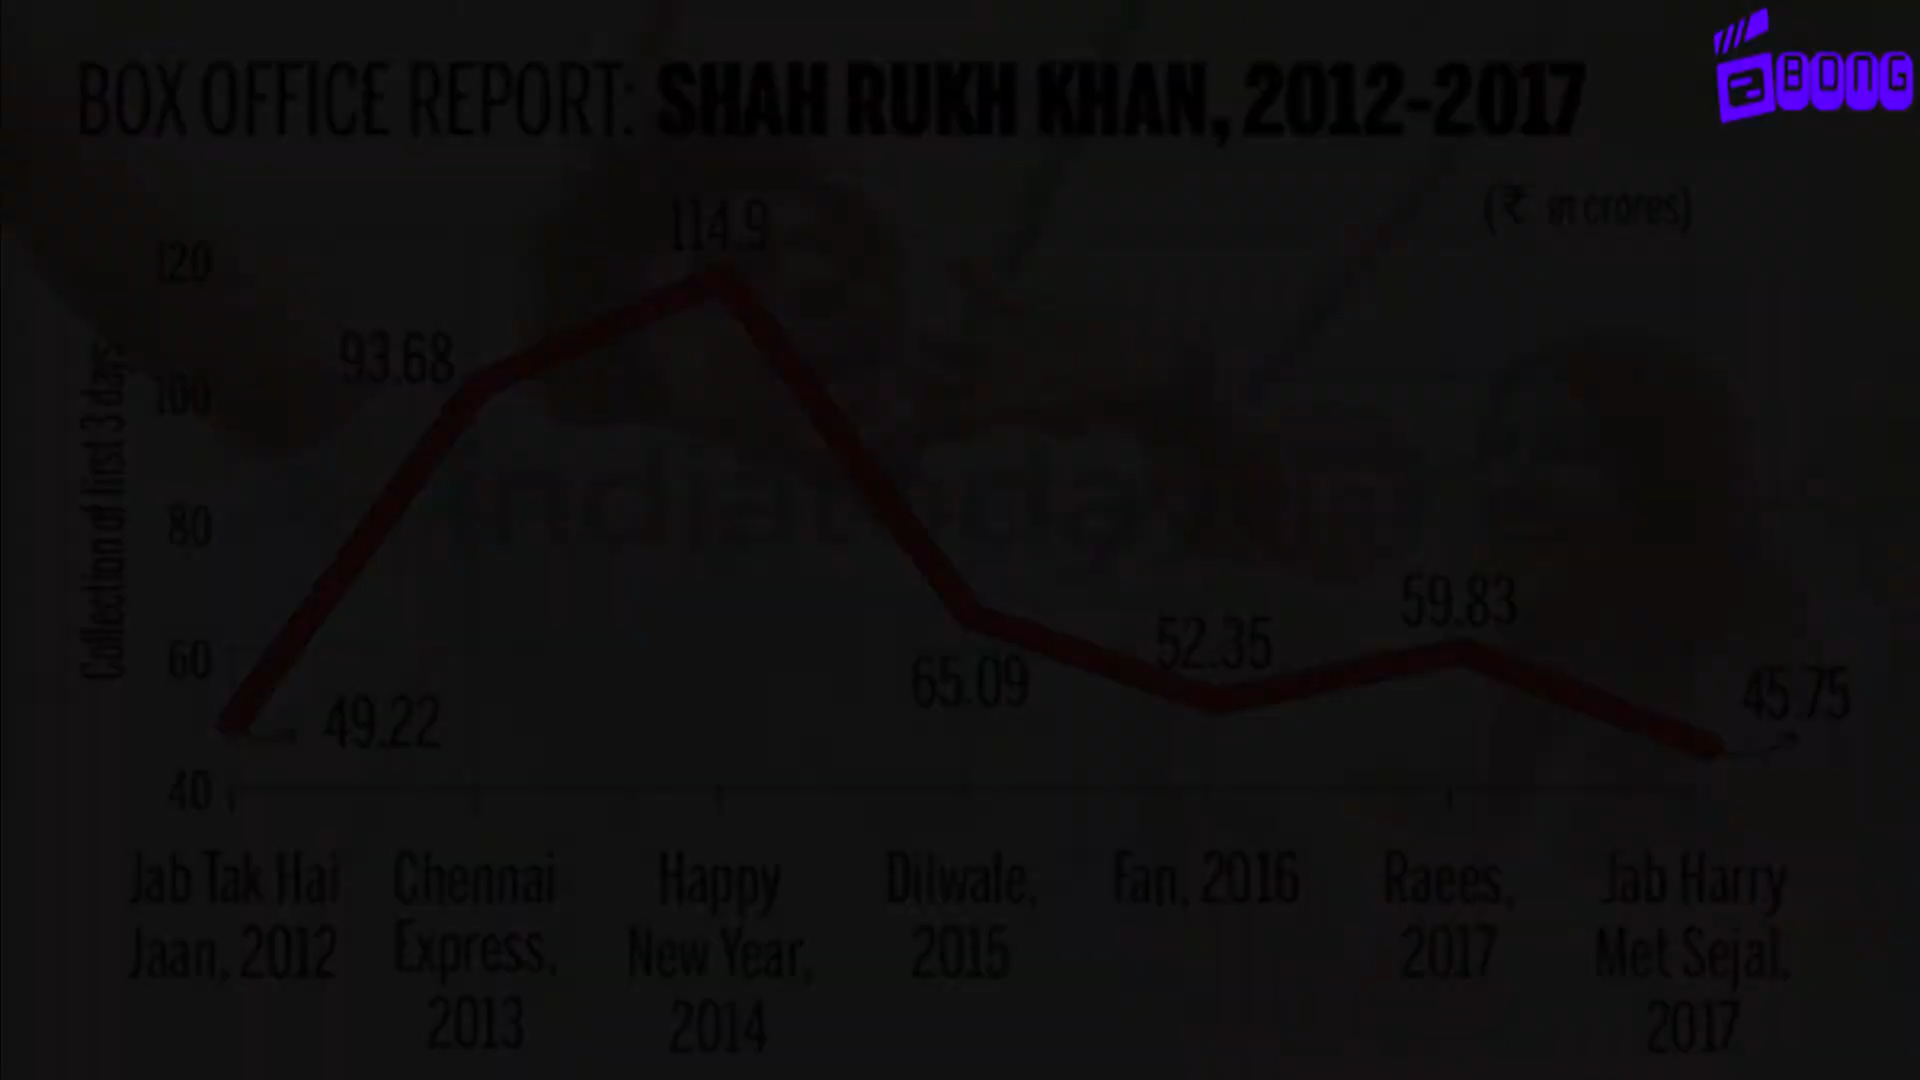 BOX OFFICE REPORT: SHAH RUKH KHAN, 2012-2017
BONG
(₹ in crores)
Collection of first 3 days
120
100
80
60
40
49.22
93.68
114.9
65.09
52.35
59.83
45.75
indiatoday
Jab Tak Hai
Jaan, 2012
Chennai
Express,
2013
Happy
New Year,
2014
Dilwale,
2015
Fan, 2016
Raees,
2017
Jab Harry
Met Sejal,
2017